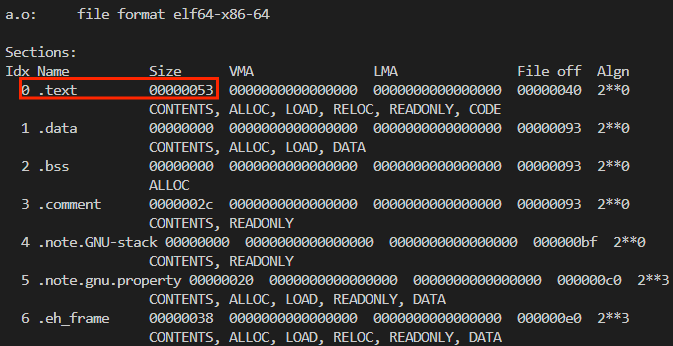 a.o:     file format elf64-x86-64
Sections:
Idx Name          Size      VMA               LMA               File off  Algn
  0 .text         00000053  0000000000000000  0000000000000000  00000040  2**0
                  CONTENTS, ALLOC, LOAD, RELOC, READONLY, CODE
  1 .data         00000000  0000000000000000  0000000000000000  00000093  2**0
                  CONTENTS, ALLOC, LOAD, DATA
  2 .bss          00000000  0000000000000000  0000000000000000  00000093  2**0
                  ALLOC
  3 .comment      0000002c  0000000000000000  0000000000000000  00000093  2**0
                  CONTENTS, READONLY
  4 .note.GNU-stack 00000000  0000000000000000  0000000000000000  000000bf  2**0
                  CONTENTS, READONLY
  5 .note.gnu.property 00000020  0000000000000000  0000000000000000  000000c0  2**3
                  CONTENTS, ALLOC, LOAD, READONLY, DATA
  6 .eh_frame     00000038  0000000000000000  0000000000000000  000000e0  2**3
                  CONTENTS, ALLOC, LOAD, RELOC, READONLY, DATA